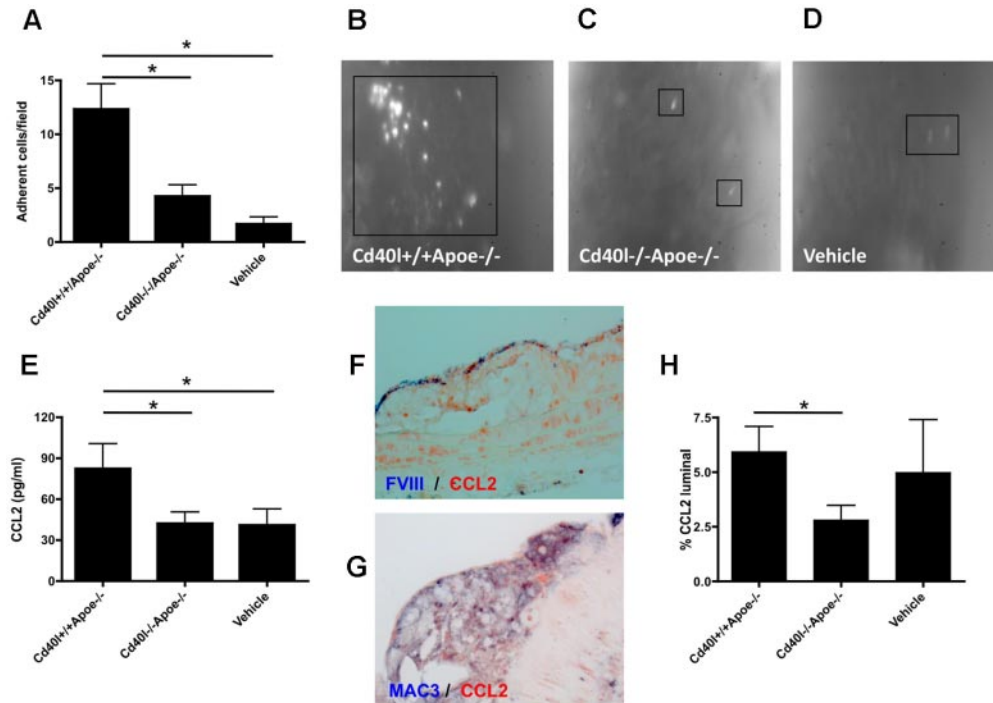 A
Adherent cells/field
15
10
5
0
*
*
Cd40l+/+/Apoe-/-
Cd40l-/-/Apoe-/-
Vehicle
B
Cd40l+/+Apoe-/-
C
Cd40l-/-Apoe-/-
D
Vehicle
E
CCL2 (pg/ml)
120
90
60
30
0
*
*
Cd40l+/+Apoe-/-
Cd40l-/-Apoe-/-
Vehicle
F
FVIII / CCL2
G
MAC3 / CCL2
H
% CCL2 luminal
7.5
5.0
2.5
0.0
*
Cd40l+/+Apoe-/-
Cd40l-/-Apoe-/-
Vehicle